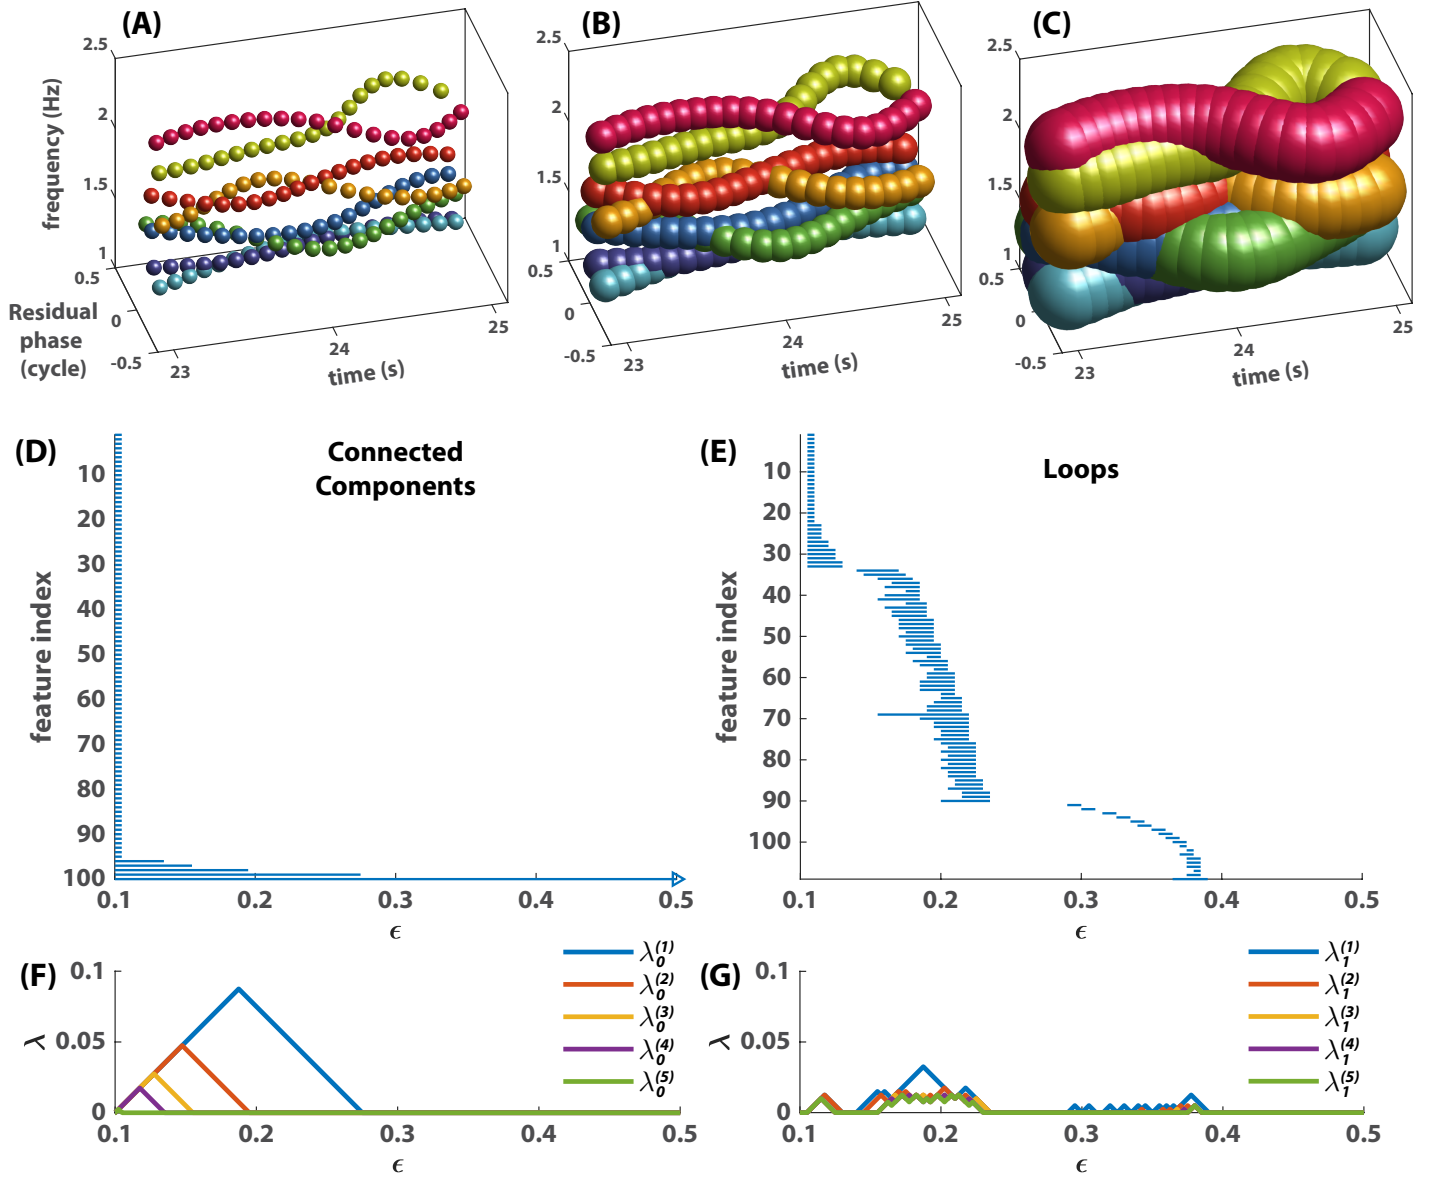 (A)
2.5
2
1.5
1
0.5
0
-0.5
frequency (Hz)
Residual
phase
(cycle)
23
24
25
time (s)
(B)
2.5
2
1.5
1
0.5
0
-0.5
23
24
25
time (s)
(C)
2.5
2
1.5
1
0.5
0
-0.5
23
24
25
time (s)
(D)
Connected
Components
feature index
10
20
30
40
50
60
70
80
90
100
0.1
0.2
0.3
0.4
0.5
ϵ
(E)
Loops
feature index
10
20
30
40
50
60
70
80
90
100
0.1
0.2
0.3
0.4
0.5
ϵ
(F)
λ
0.1
0.05
0
0.1
0.2
0.3
0.4
0.5
ϵ
λ₀⁽¹⁾
λ₀⁽²⁾
λ₀⁽³⁾
λ₀⁽⁴⁾
λ₀⁽⁵⁾
(G)
λ
0.1
0.05
0
0.1
0.2
0.3
0.4
0.5
ϵ
λ₁⁽¹⁾
λ₁⁽²⁾
λ₁⁽³⁾
λ₁⁽⁴⁾
λ₁⁽⁵⁾